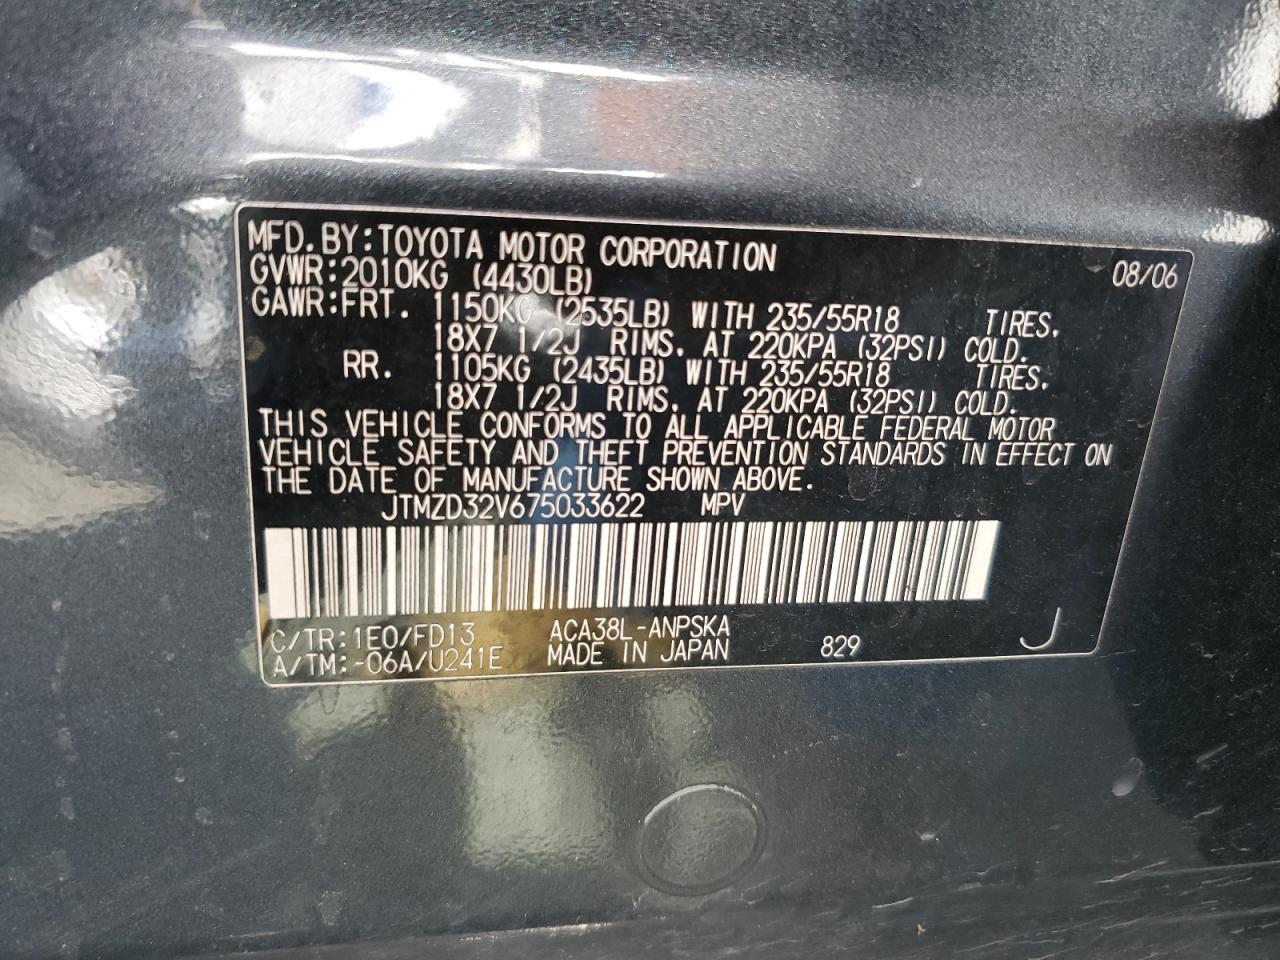 MFD.BY:TOYOTA MOTOR CORPORATION 08/06
GVWR:2010KG (4430LB)
GAWR:FRT. 1150KG (2535LB) WITH 235/55R18 TIRES,
18X7 1/2J RIMS, AT 220KPA (32PSI) COLD.
RR. 1105KG (2435LB) WITH 235/55R18 TIRES,
18X7 1/2J RIMS, AT 220KPA (32PSI) COLD.
THIS VEHICLE CONFORMS TO ALL APPLICABLE FEDERAL MOTOR
VEHICLE SAFETY AND THEFT PREVENTION STANDARDS IN EFFECT ON
THE DATE OF MANUFACTURE SHOWN ABOVE.
JTMZD32V675033622 MPV
C/TR:1E0/FD13 ACA38L-ANPSKA
A/TM:-06A/U241E MADE IN JAPAN 829 J